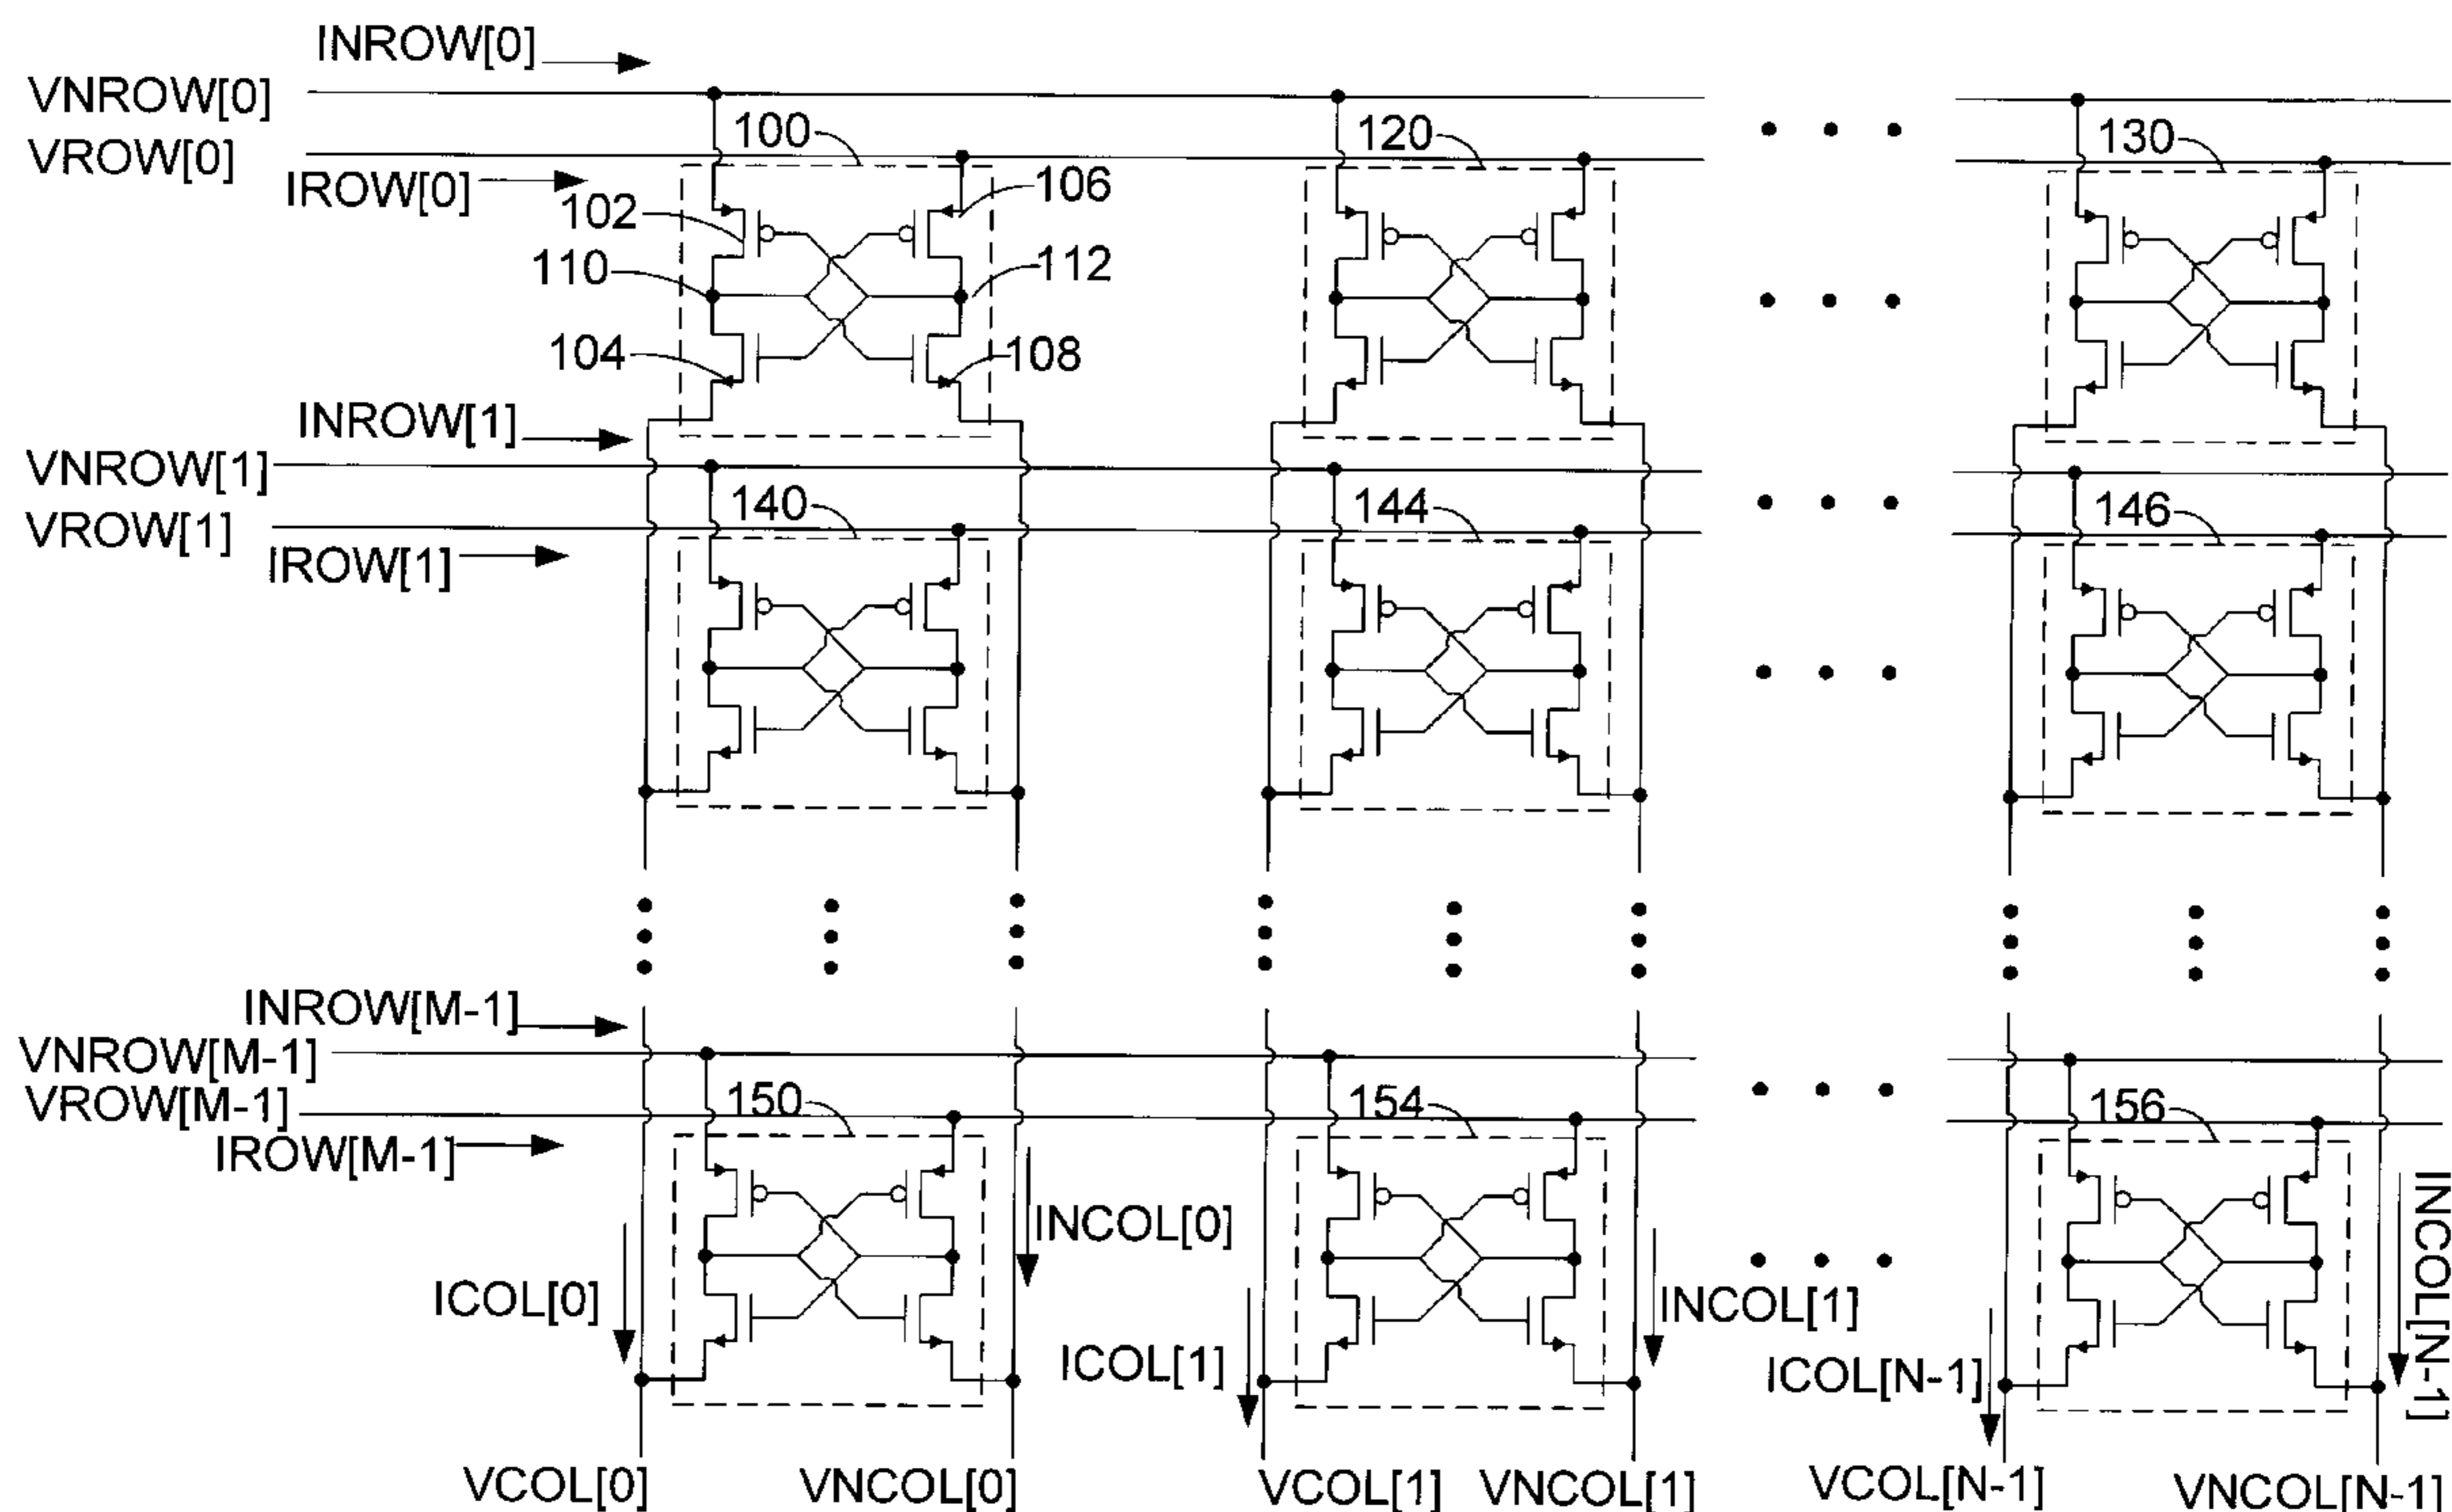 INROW[0]
VNROW[0]
100
120
130
VROW[0]
IROW[0]
106
102
110
112
104
108
INROW[1]
VNROW[1]
140
144
146
VROW[1]
IROW[1]
INROW[M-1]
VNROW[M-1]
VROW[M-1]
150
154
156
IROW[M-1]
INCOL[0]
INCOL[N-1]
ICOL[0]
INCOL[1]
ICOL[1]
ICOL[N-1]
VCOL[0]
VNCOL[0]
VCOL[1]
VNCOL[1]
VCOL[N-1]
VNCOL[N-1]